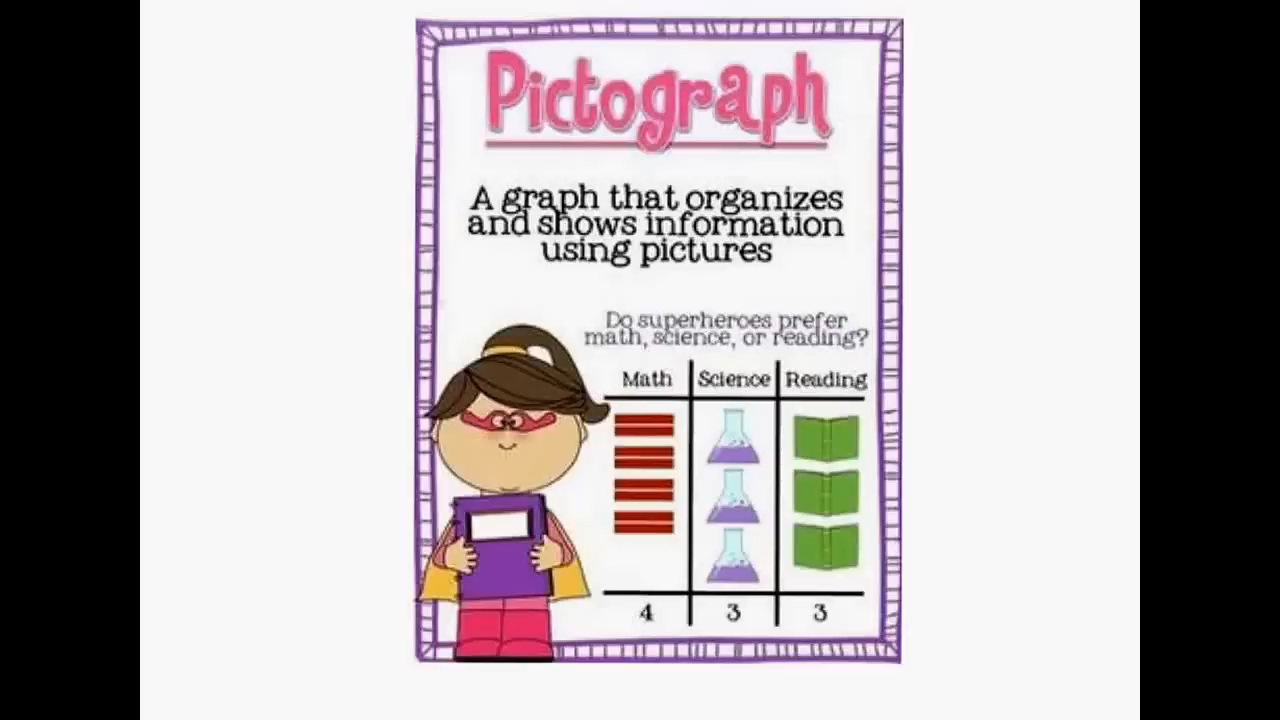 Pictograph
A graph that organizes
and shows information
using pictures
Do superheroes prefer
math, science, or reading?
Math Science Reading
4 3 3